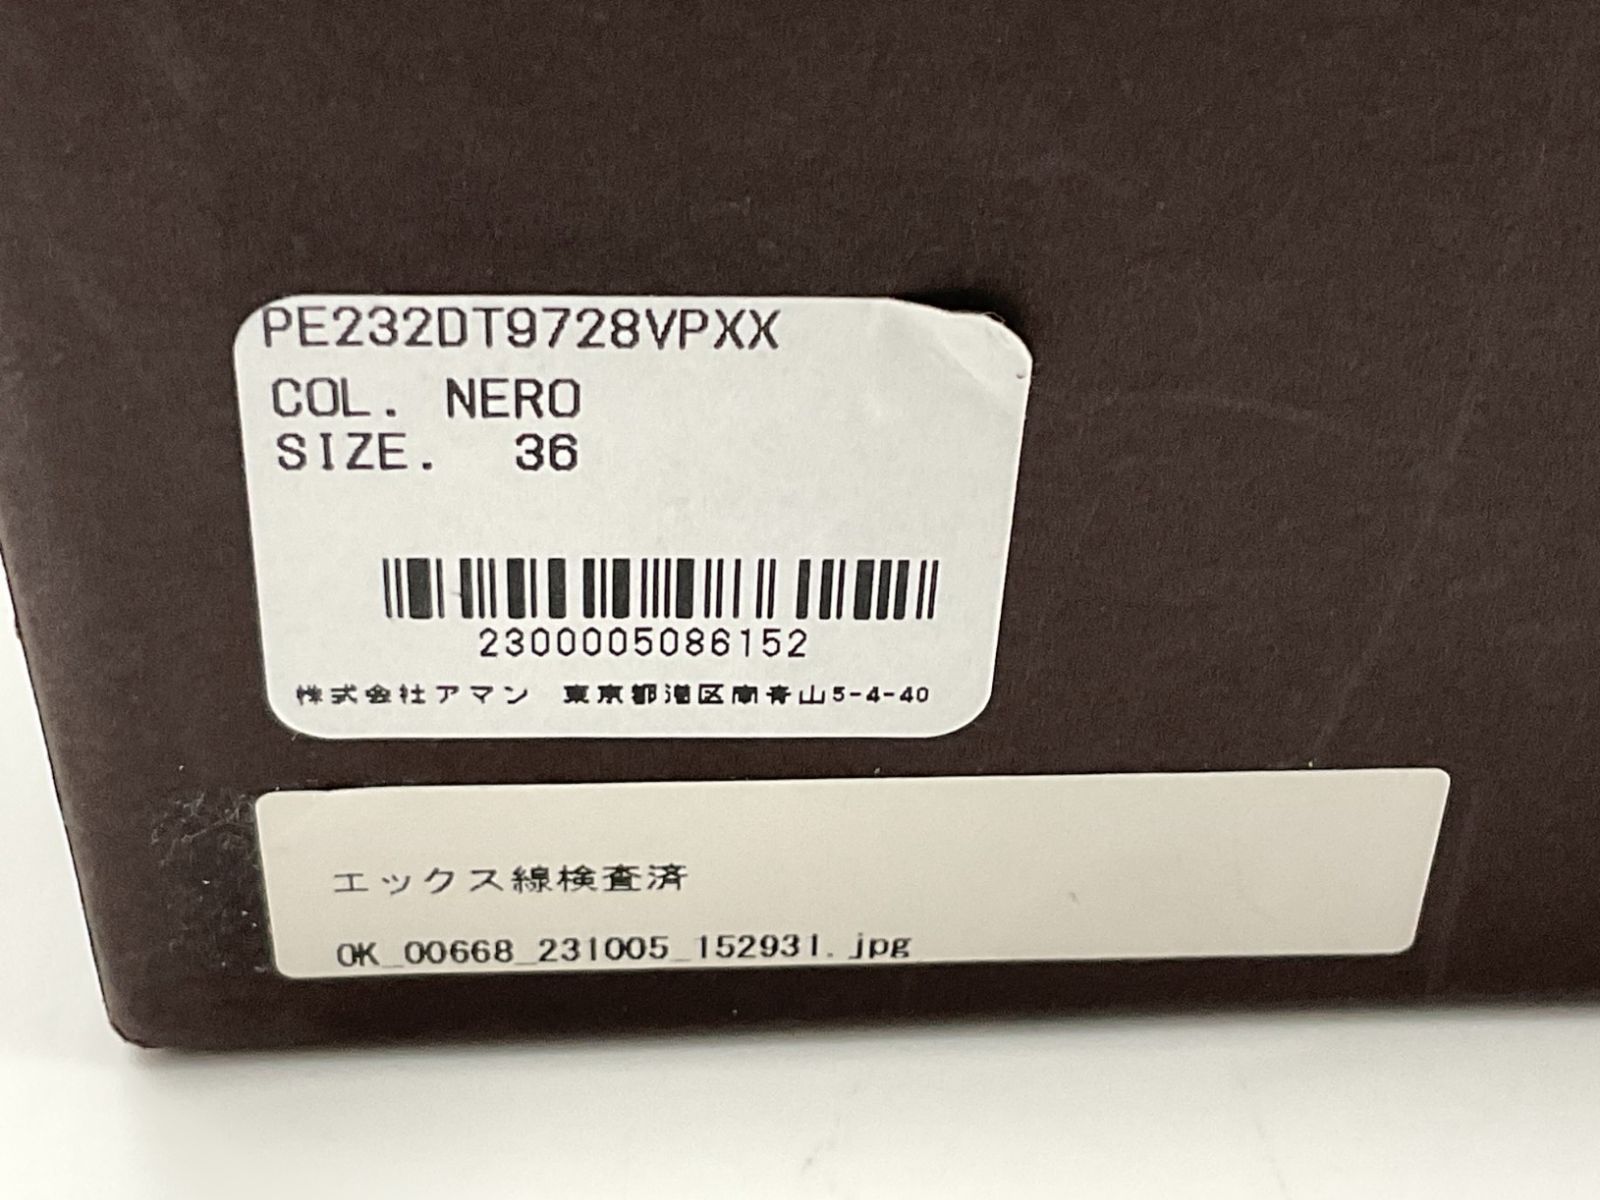 PE232DT9728VPXX
COL. NERO
SIZE. 36
2300005086152
株式会社アマン 東京都港区南青山5-4-40
エックス線検査済
OK_00668_231005_152931.jpg